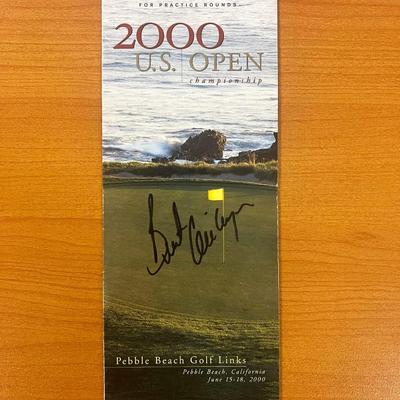 FOR PRACTICE ROUNDS
2000
U.S. OPEN
championship
Pebble Beach Golf Links
Pebble Beach, California
June 15-18, 2000